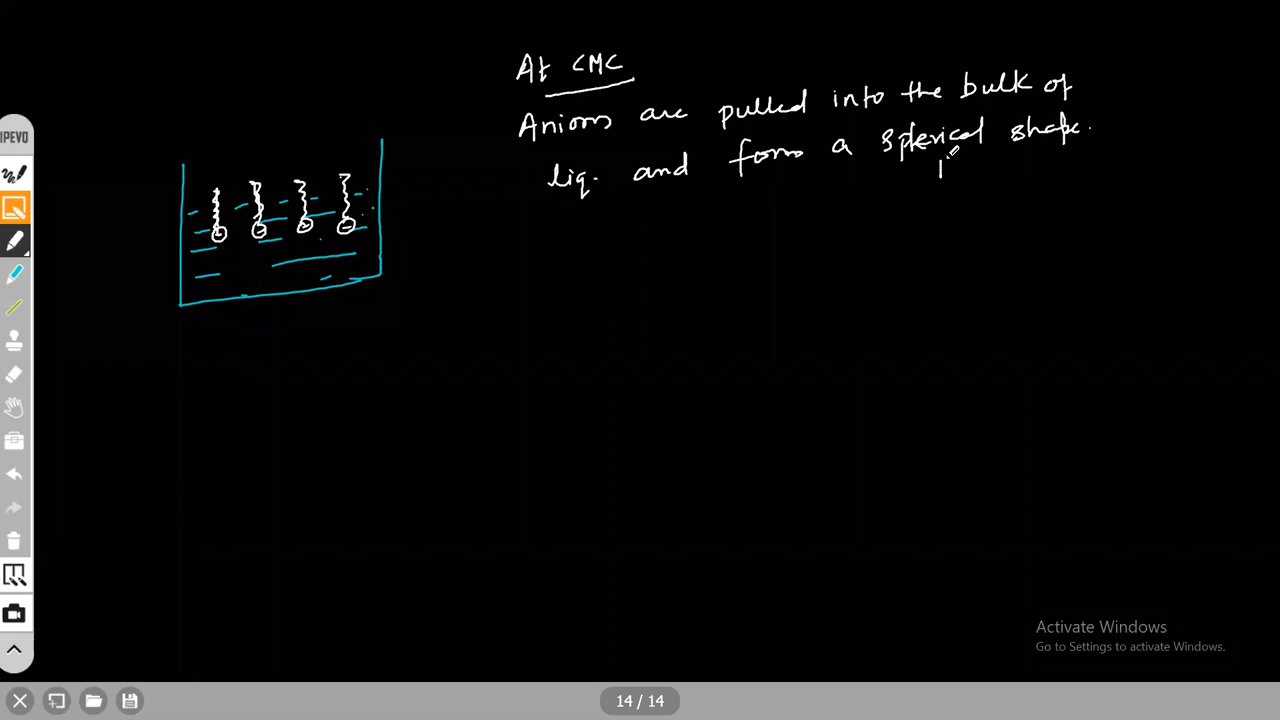 IPEVO
At CMC
Anions are pulled into the bulk of
liq. and form a spherical shape.
Activate Windows
Go to Settings to activate Windows.
14 / 14